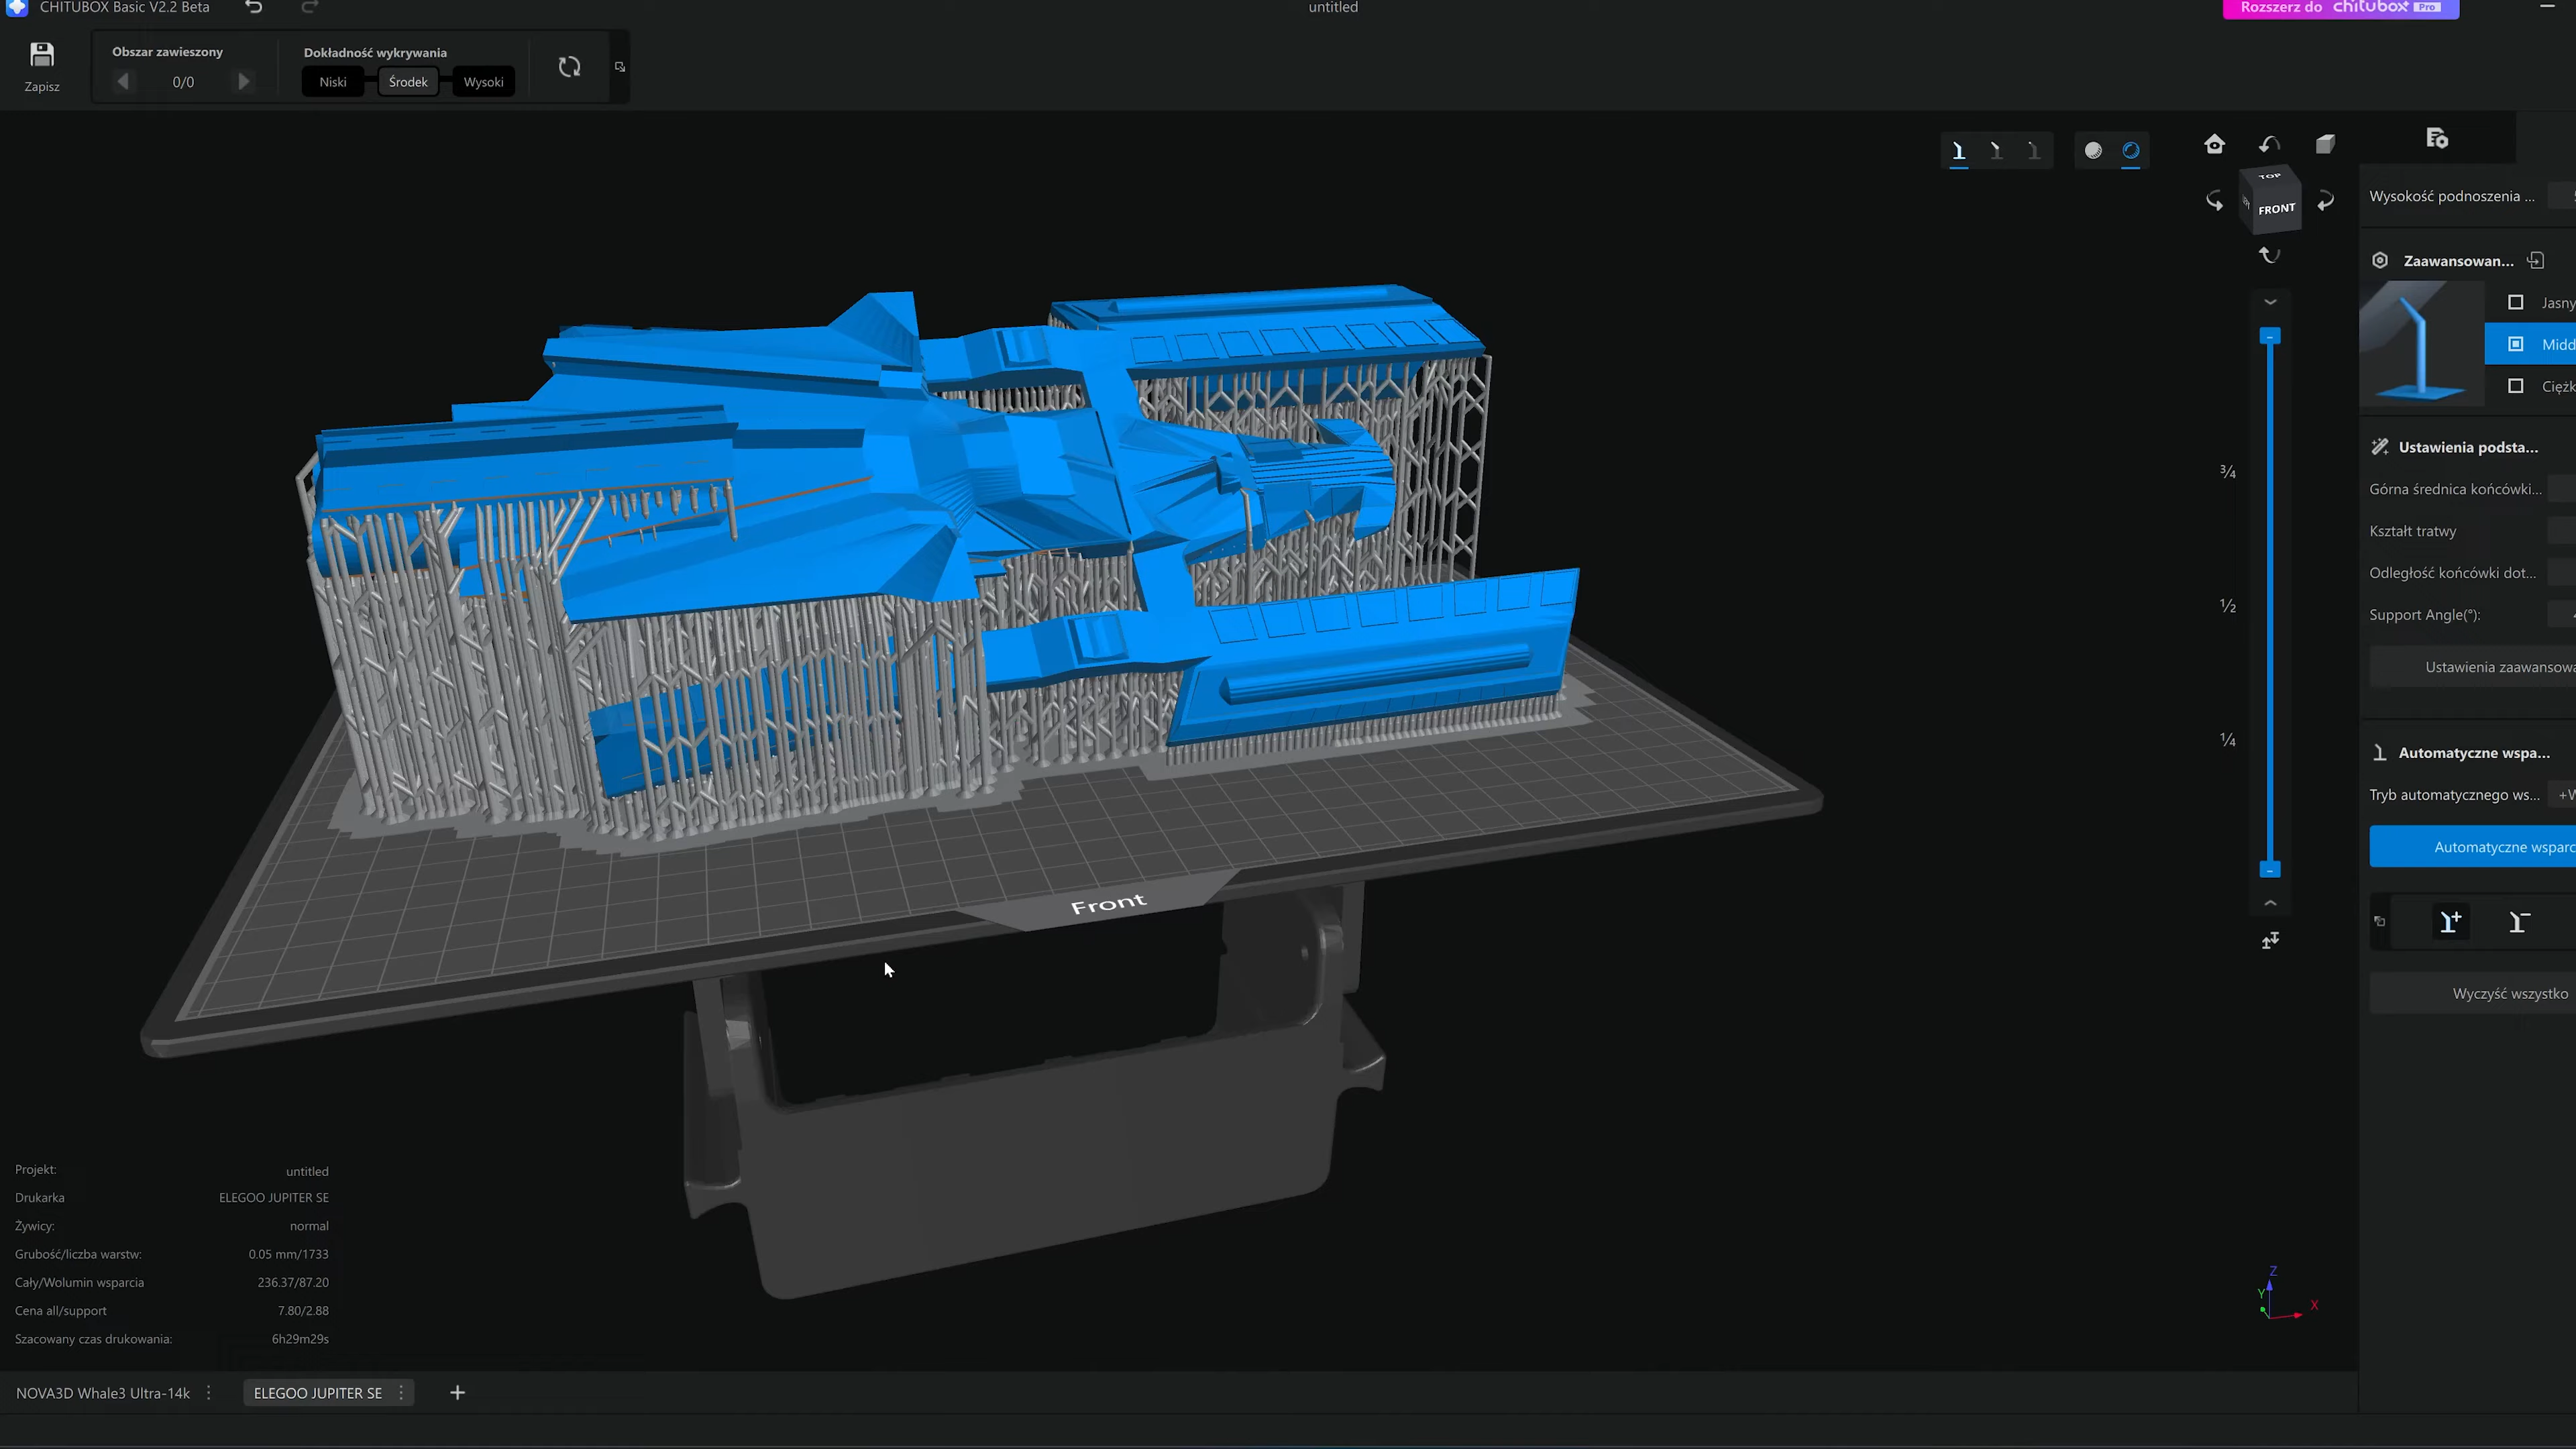 CHITUBOX Basic V2.2 Beta
untitled
Rozszerz do chitubox Pro
Zapisz
Obszar zawieszony
0/0
Dokładność wykrywania
Niski
Środek
Wysoki
TOP
FRONT
Wysokość podnoszenia ...
Zaawansowan...
Jasny
Midd
Ciężk
Ustawienia podsta...
Górna średnica końcówki...
Kształt tratwy
Odległość końcówki dot...
Support Angle(°):
Ustawienia zaawansowa
Automatyczne wspa...
Tryb automatycznego ws...
+W
Automatyczne wsparc
Wyczyść wszystko
3/4
1/2
1/4
Front
Projekt: untitled
Drukarka ELEGOO JUPITER SE
Żywicy: normal
Grubość/liczba warstw: 0.05 mm/1733
Cały/Wolumin wsparcia 236.37/87.20
Cena all/support 7.80/2.88
Szacowany czas drukowania: 6h29m29s
Z
Y
X
NOVA3D Whale3 Ultra-14k
ELEGOO JUPITER SE